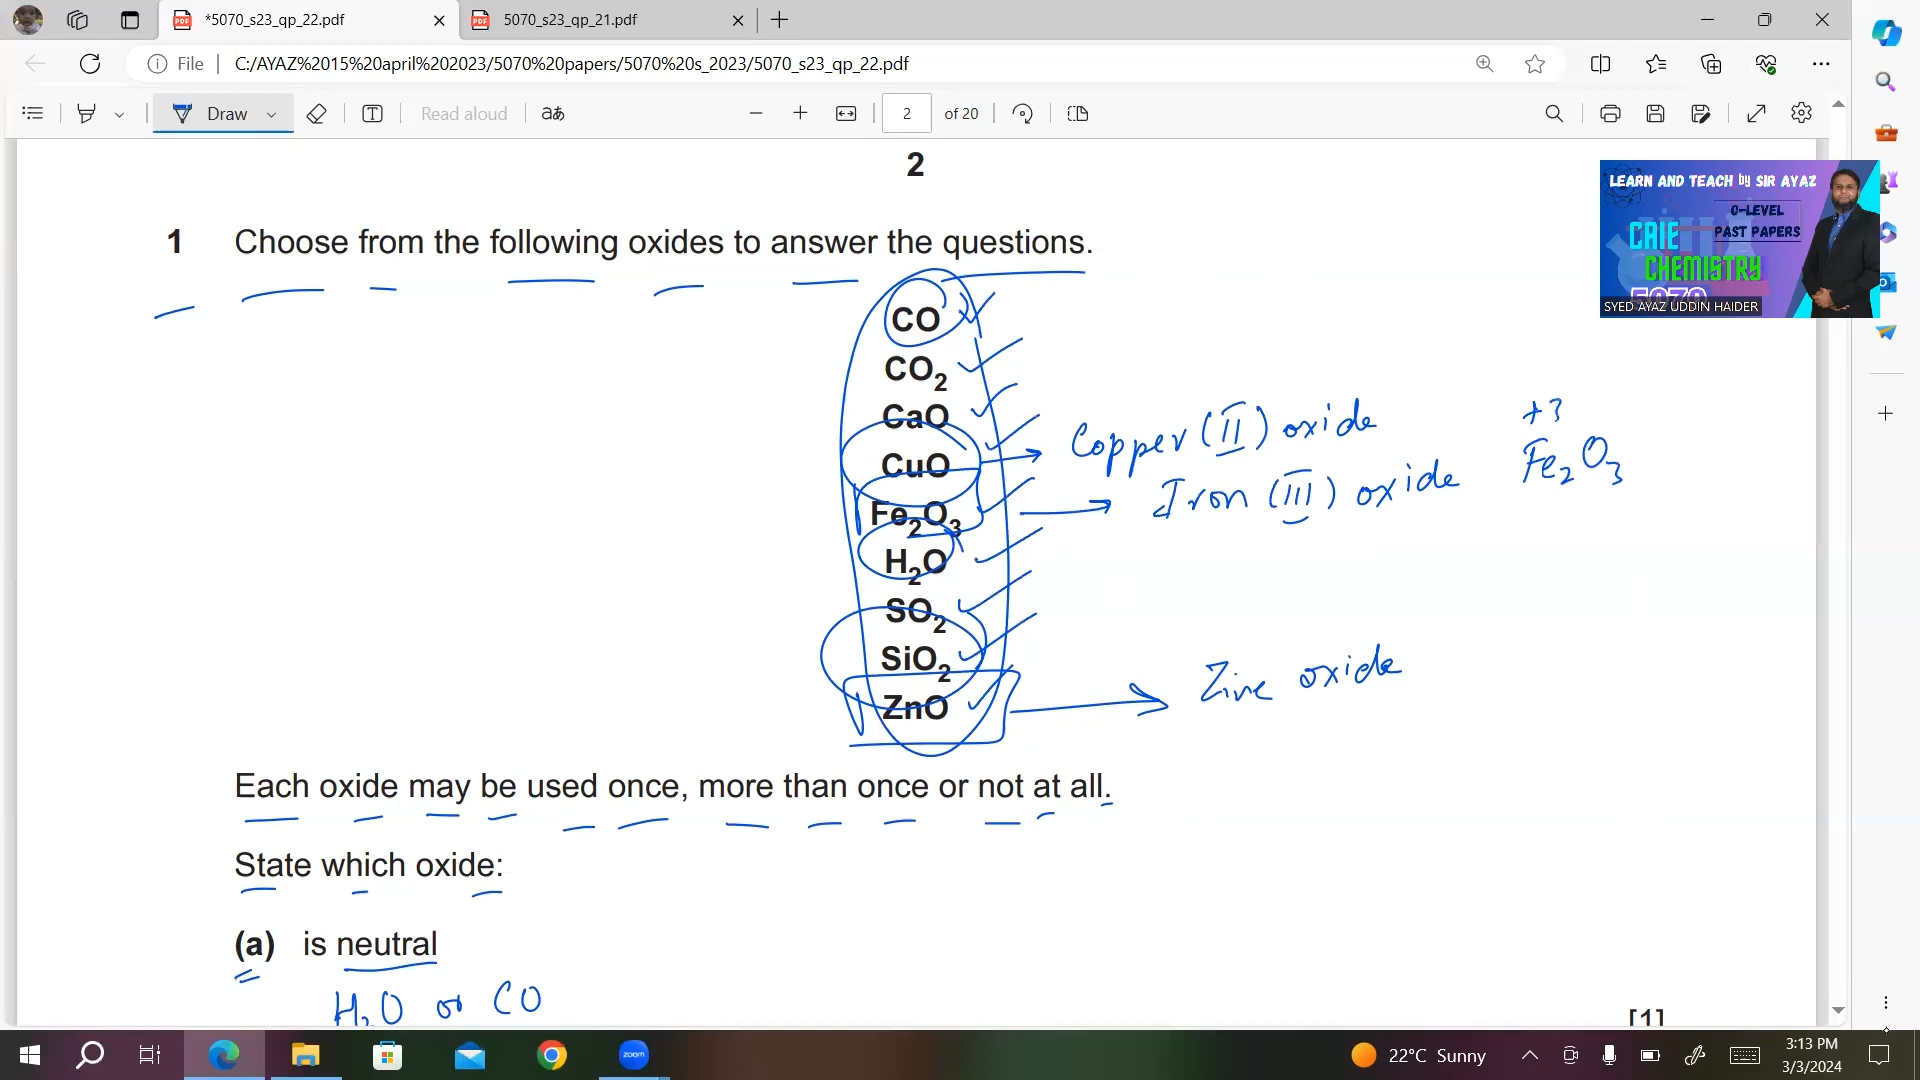 *5070_s23_qp_22.pdf
5070_s23_qp_21.pdf
File
C:/AYAZ%2015%20april%202023/5070%20papers/5070%20s_2023/5070_s23_qp_22.pdf
Draw
Read aloud
aあ
2
of 20
2
LEARN AND TEACH by SIR AYAZ
O-LEVEL
PAST PAPERS
CAIE
CHEMISTRY
5070
SYED AYAZ UDDIN HAIDER
1 Choose from the following oxides to answer the questions.
CO
CO₂
CaO
CuO
Copper (II) oxide
Fe₂O₃
Iron (III) oxide
+3
Fe₂O₃
H₂O
SO₂
SiO₂
ZnO
Zinc oxide
Each oxide may be used once, more than once or not at all.
State which oxide:
(a) is neutral
H₂O or CO
[1]
zoom
22°C Sunny
3:13 PM
3/3/2024